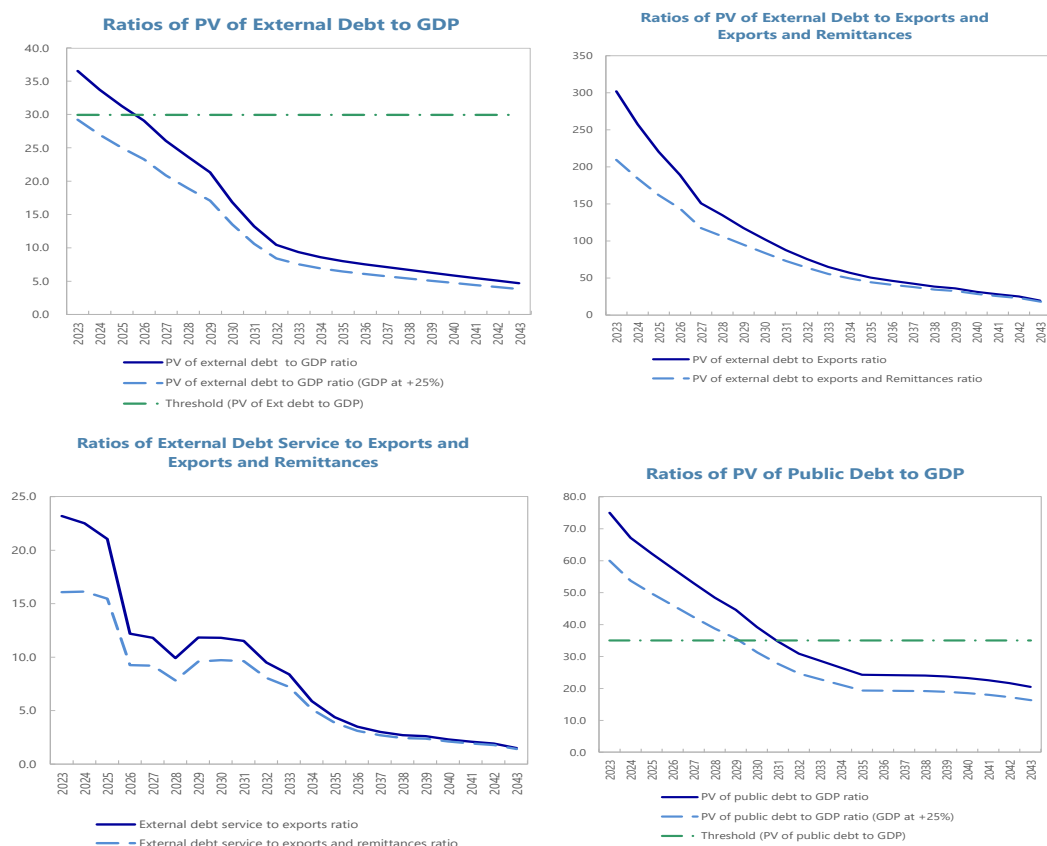 Ratios of PV of External Debt to GDP
40.0
35.0
30.0
25.0
20.0
15.0
10.0
5.0
0.0
2023 2024 2025 2026 2027 2028 2029 2030 2031 2032 2033 2034 2035 2036 2037 2038 2039 2040 2041 2042 2043
PV of external debt to GDP ratio
PV of external debt to GDP ratio (GDP at +25%)
Threshold (PV of Ext debt to GDP)
Ratios of PV of External Debt to Exports and
Exports and Remittances
350
300
250
200
150
100
50
0
2023 2024 2025 2026 2027 2028 2029 2030 2031 2032 2033 2034 2035 2036 2037 2038 2039 2040 2041 2042 2043
PV of external debt to Exports ratio
PV of external debt to exports and Remittances ratio
Ratios of External Debt Service to Exports and
Exports and Remittances
25.0
20.0
15.0
10.0
5.0
0.0
2023 2024 2025 2026 2027 2028 2029 2030 2031 2032 2033 2034 2035 2036 2037 2038 2039 2040 2041 2042 2043
External debt service to exports ratio
External debt service to exports and remittances ratio
Ratios of PV of Public Debt to GDP
80.0
70.0
60.0
50.0
40.0
30.0
20.0
10.0
0.0
2023 2024 2025 2026 2027 2028 2029 2030 2031 2032 2033 2034 2035 2036 2037 2038 2039 2040 2041 2042 2043
PV of public debt to GDP ratio
PV of public debt to GDP ratio (GDP at +25%)
Threshold (PV of public debt to GDP)